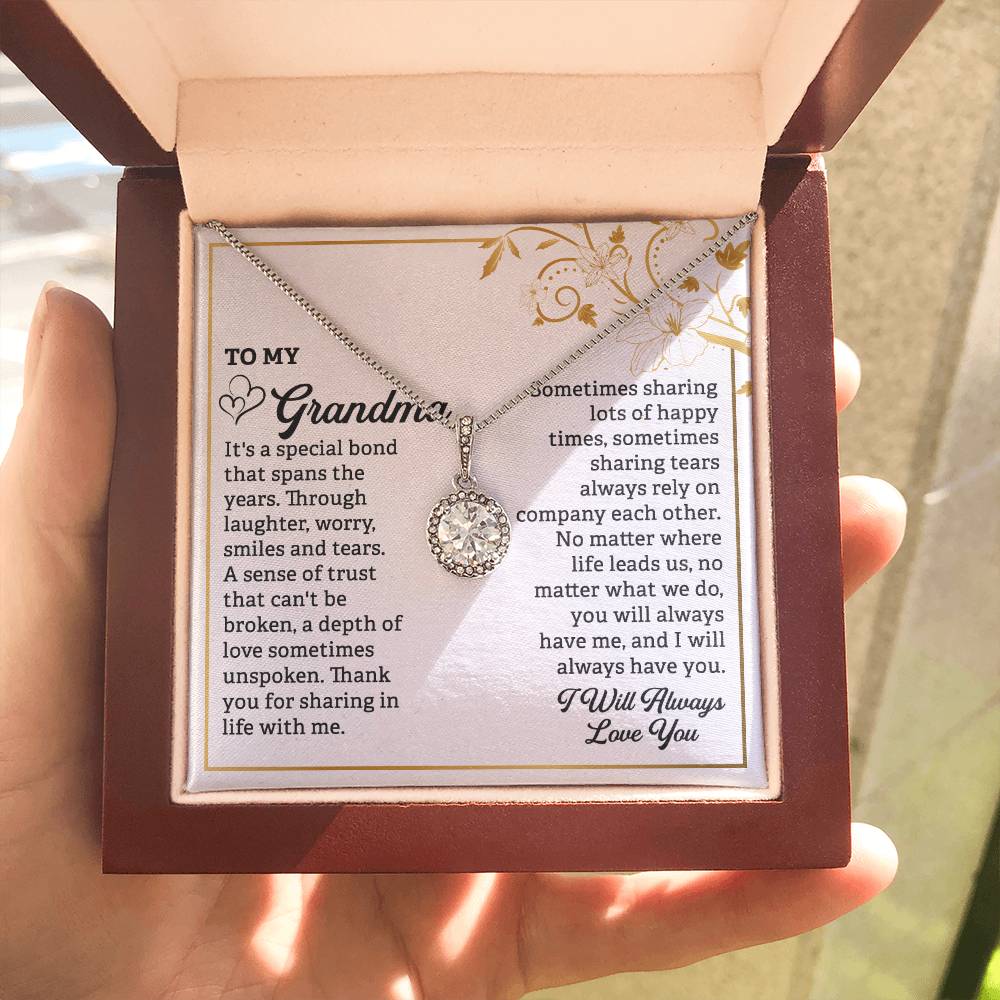 TO MY
Grandma
It's a special bond
that spans the
years. Through
laughter, worry,
smiles and tears.
A sense of trust
that can't be
broken, a depth of
love sometimes
unspoken. Thank
you for sharing in
life with me.
Sometimes sharing
lots of happy
times, sometimes
sharing tears
always rely on
company each other.
No matter where
life leads us, no
matter what we do,
you will always
have me, and I will
always have you.
I Will Always
Love You